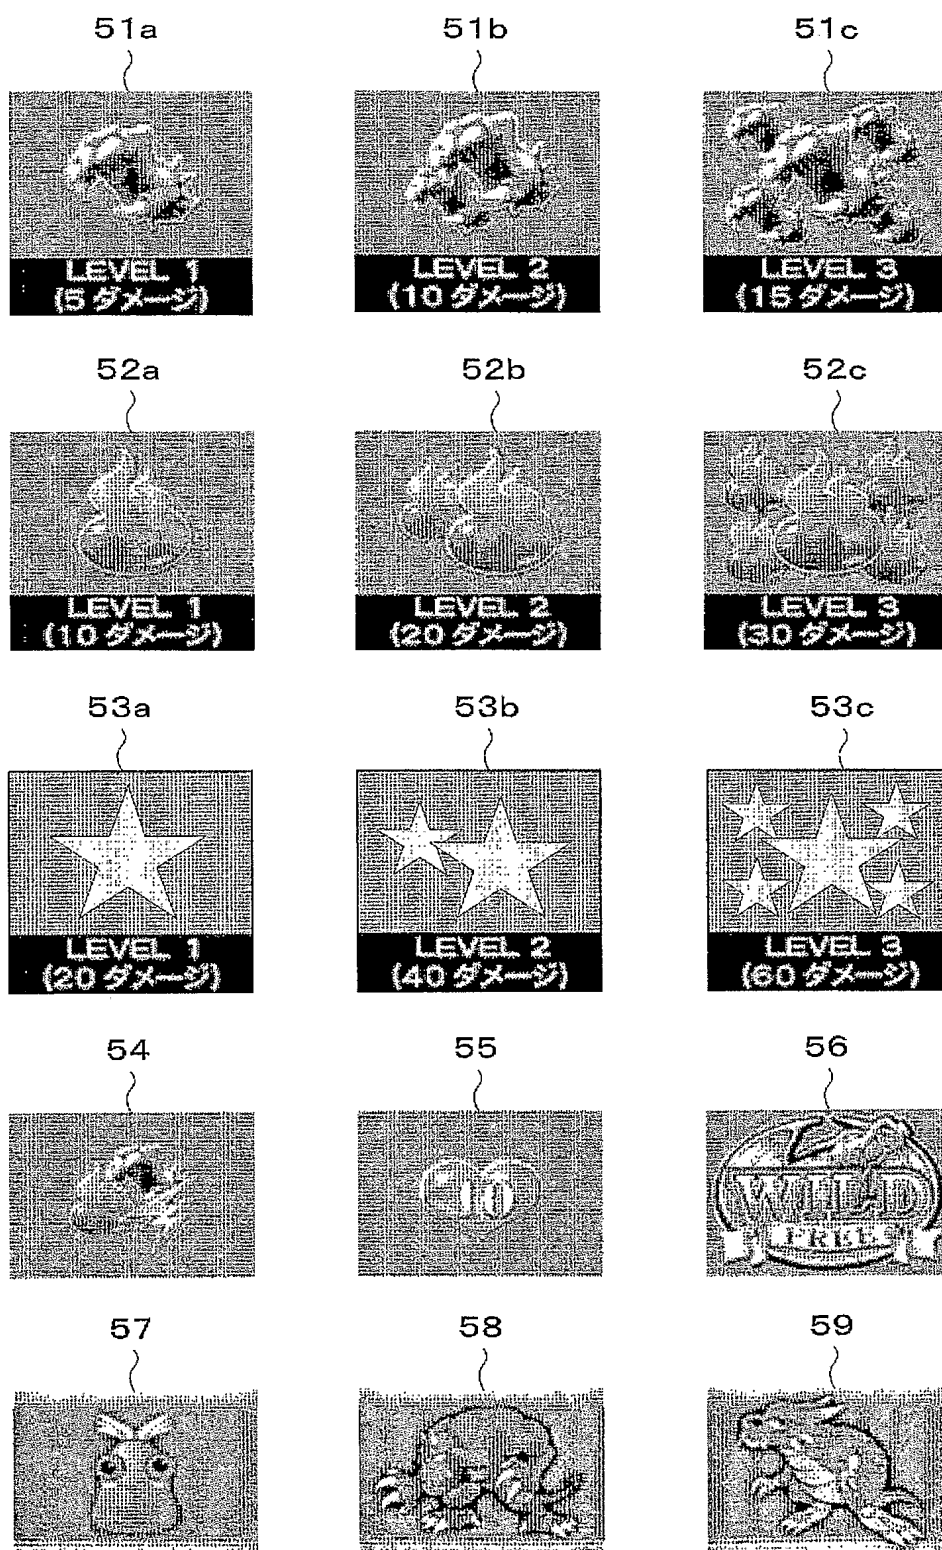 51a 51b 51c
LEVEL 1 LEVEL 2 LEVEL 3
(5 ダメージ) (10 ダメージ) (15 ダメージ)
52a 52b 52c
LEVEL 1 LEVEL 2 LEVEL 3
(10 ダメージ) (20 ダメージ) (30 ダメージ)
53a 53b 53c
LEVEL 1 LEVEL 2 LEVEL 3
(20 ダメージ) (40 ダメージ) (60 ダメージ)
54 55 56
10 WILD
FREE
57 58 59